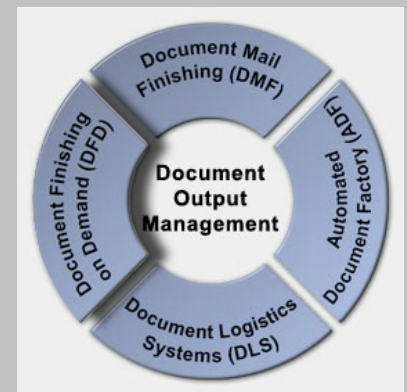 Document Mail
Finishing (DMF)
Automated
Document Factory (ADF)
Document Logistics
Systems (DLS)
Document Finishing
on Demand (DFD)
Document
Output
Management